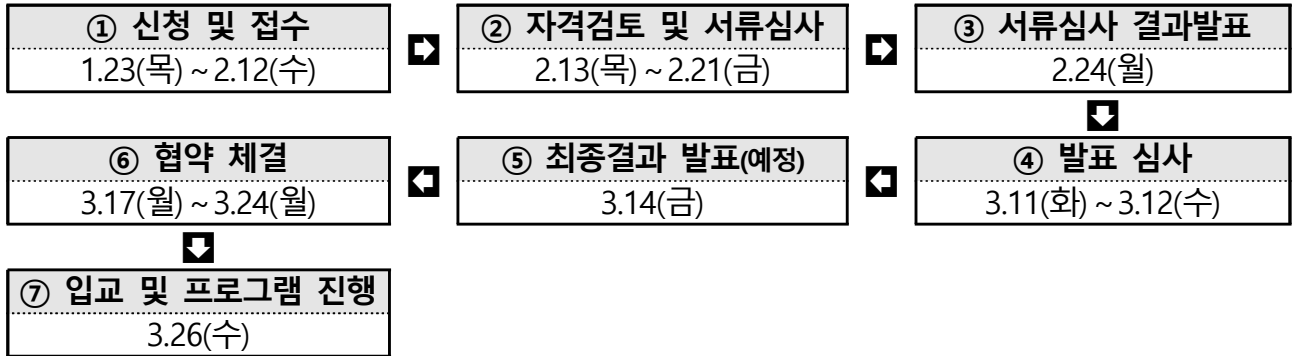 ① 신청 및 접수
1.23(목) ~ 2.12(수)
② 자격검토 및 서류심사
2.13(목) ~ 2.21(금)
③ 서류심사 결과발표
2.24(월)
④ 발표 심사
3.11(화) ~ 3.12(수)
⑤ 최종결과 발표(예정)
3.14(금)
⑥ 협약 체결
3.17(월) ~ 3.24(월)
⑦ 입교 및 프로그램 진행
3.26(수)